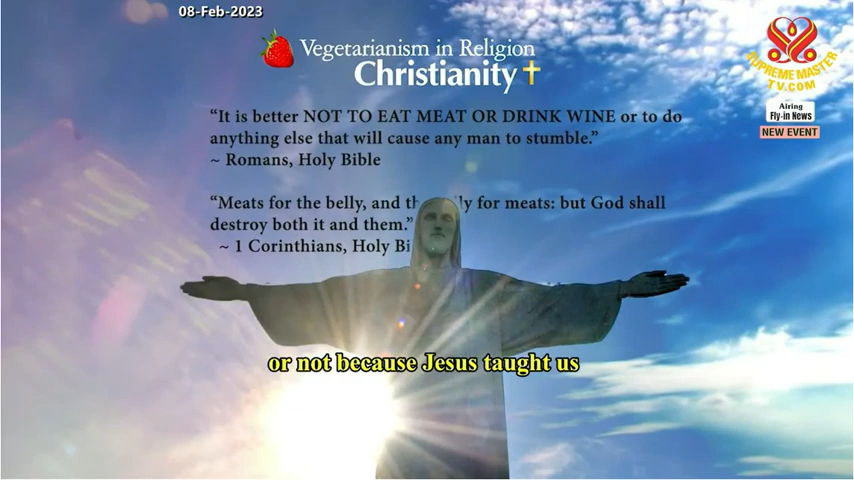 08-Feb-2023
Vegetarianism in Religion
Christianity
SUPREME MASTER
TV.COM
Airing
Fly-in News
NEW EVENT
“It is better NOT TO EAT MEAT OR DRINK WINE or to do
anything else that will cause any man to stumble.”
~ Romans, Holy Bible
“Meats for the belly, and th ly for meats: but God shall
destroy both it and them.”
~ 1 Corinthians, Holy Bi
or not because Jesus taught us